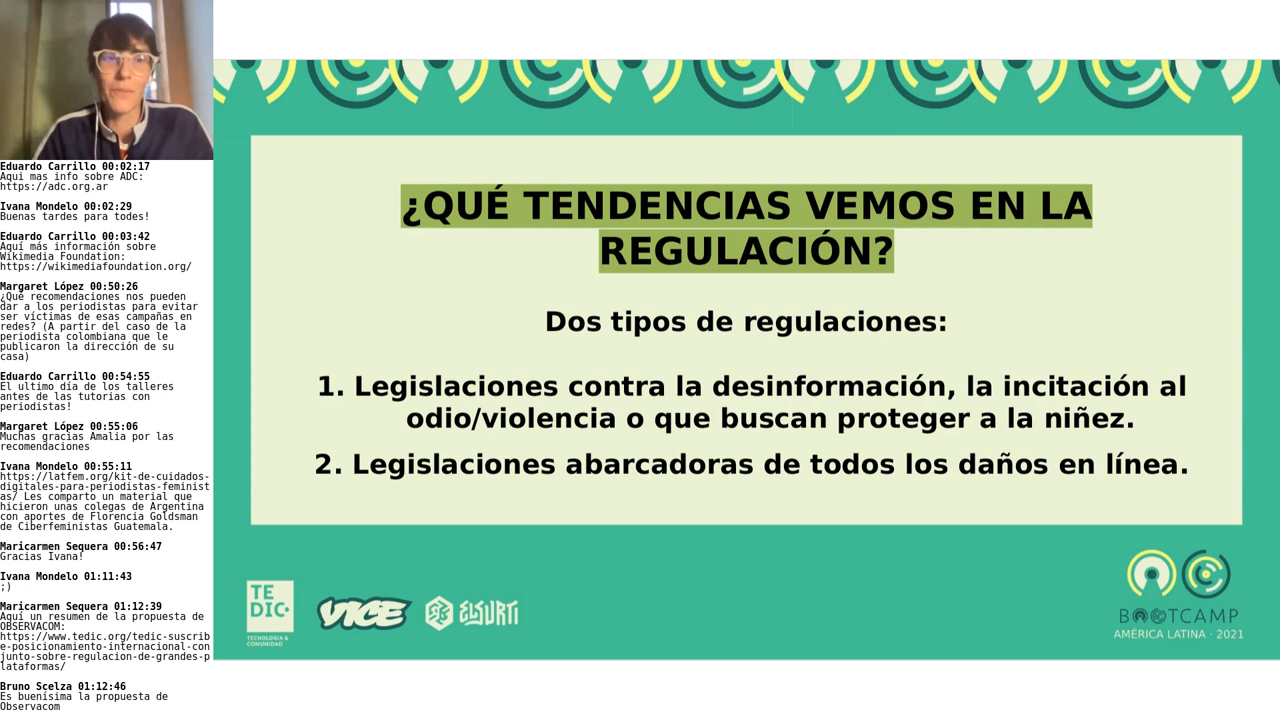 Eduardo Carrillo 00:02:17
Aqui mas info sobre ADC:
https://adc.org.ar
Ivana Mondelo 00:02:29
Buenas tardes para todes!
Eduardo Carrillo 00:03:42
Aquí más información sobre
Wikimedia Foundation:
https://wikimediafoundation.org/
Margaret López 00:50:26
¿Qué recomendaciones nos pueden
dar a los periodistas para evitar
ser víctimas de esas campañas en
redes? (A partir del caso de la
periodista colombiana que le
publicaron la dirección de su
casa)
Eduardo Carrillo 00:54:55
El ultimo día de los talleres
antes de las tutorias con
periodistas!
Margaret López 00:55:06
Muchas gracias Amalia por las
recomendaciones
Ivana Mondelo 00:55:11
https://latfem.org/kit-de-cuidados-
digitales-para-periodistas-feminist
as/ Les comparto un material que
hicieron unas colegas de Argentina
con aportes de Florencia Goldsman
de Ciberfeministas Guatemala.
Maricarmen Sequera 00:56:47
Gracias Ivana!
Ivana Mondelo 01:11:43
;)
Maricarmen Sequera 01:12:39
Aquí un resumen de la propuesta de
OBSERVACOM:
https://www.tedic.org/tedic-suscrib
e-posicionamiento-internacional-con
junto-sobre-regulacion-de-grandes-p
lataformas/
Bruno Scelza 01:12:46
Es buenísima la propuesta de
Observacom
¿QUÉ TENDENCIAS VEMOS EN LA
REGULACIÓN?
Dos tipos de regulaciones:
1. Legislaciones contra la desinformación, la incitación al
odio/violencia o que buscan proteger a la niñez.
2. Legislaciones abarcadoras de todos los daños en línea.
TE
DIC
TECNOLOGÍA &
COMUNIDAD
VICE
ELSURTI
BOOTCAMP
AMÉRICA LATINA · 2021